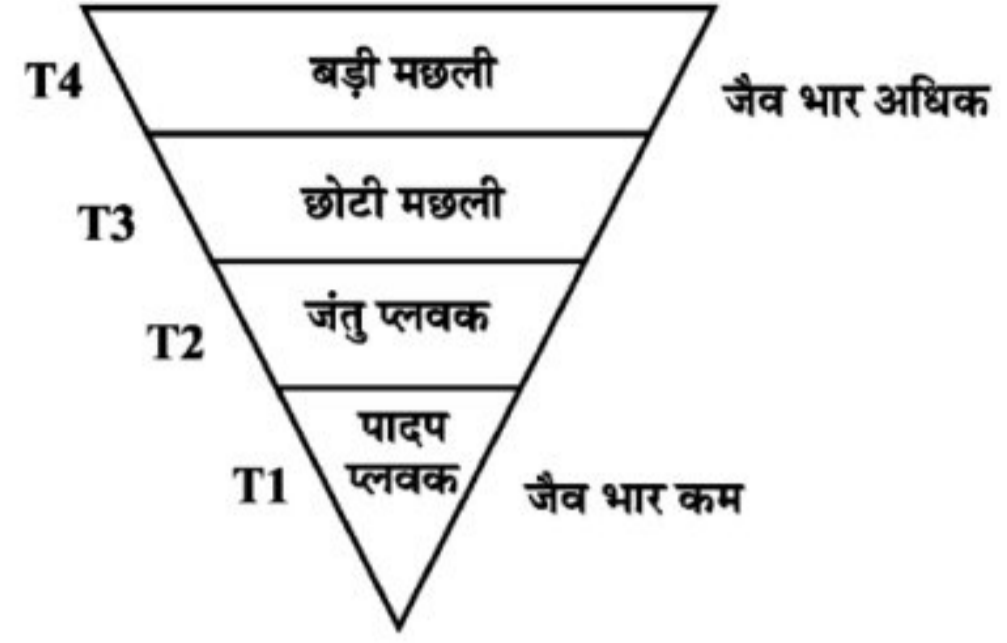 T4
बड़ी मछली
जैव भार अधिक
T3
छोटी मछली
T2
जंतु प्लवक
T1
पादप
प्लवक
जैव भार कम